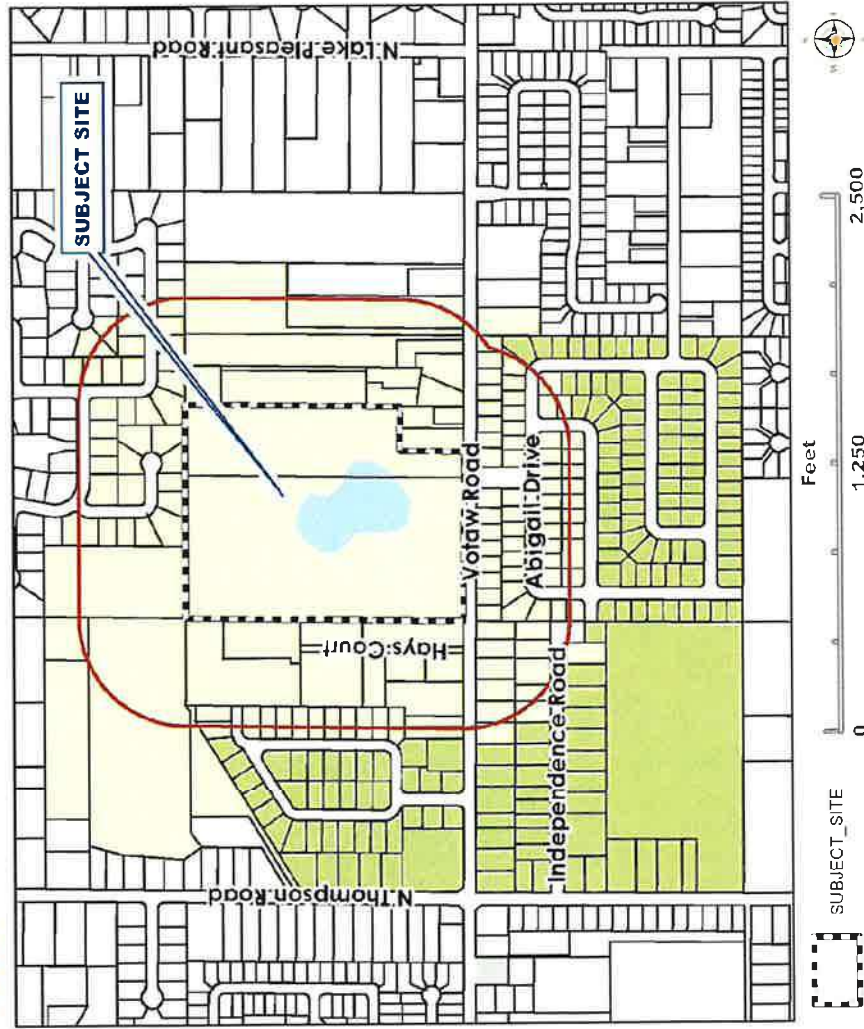 N Lake Pleasant Road
SUBJECT SITE
Votaw Road
Abigail Drive
Hays Court
Independence Road
N Thompson Road
Feet
0
1,250
2,500
SUBJECT_SITE